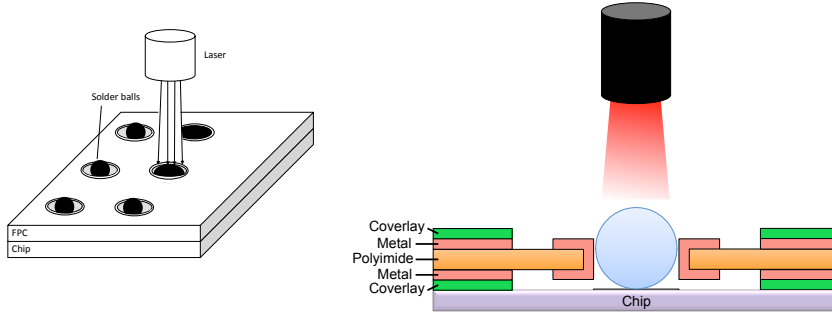 Laser
Solder balls
FPC
Chip
Coverlay
Metal
Polyimide
Metal
Coverlay
Chip